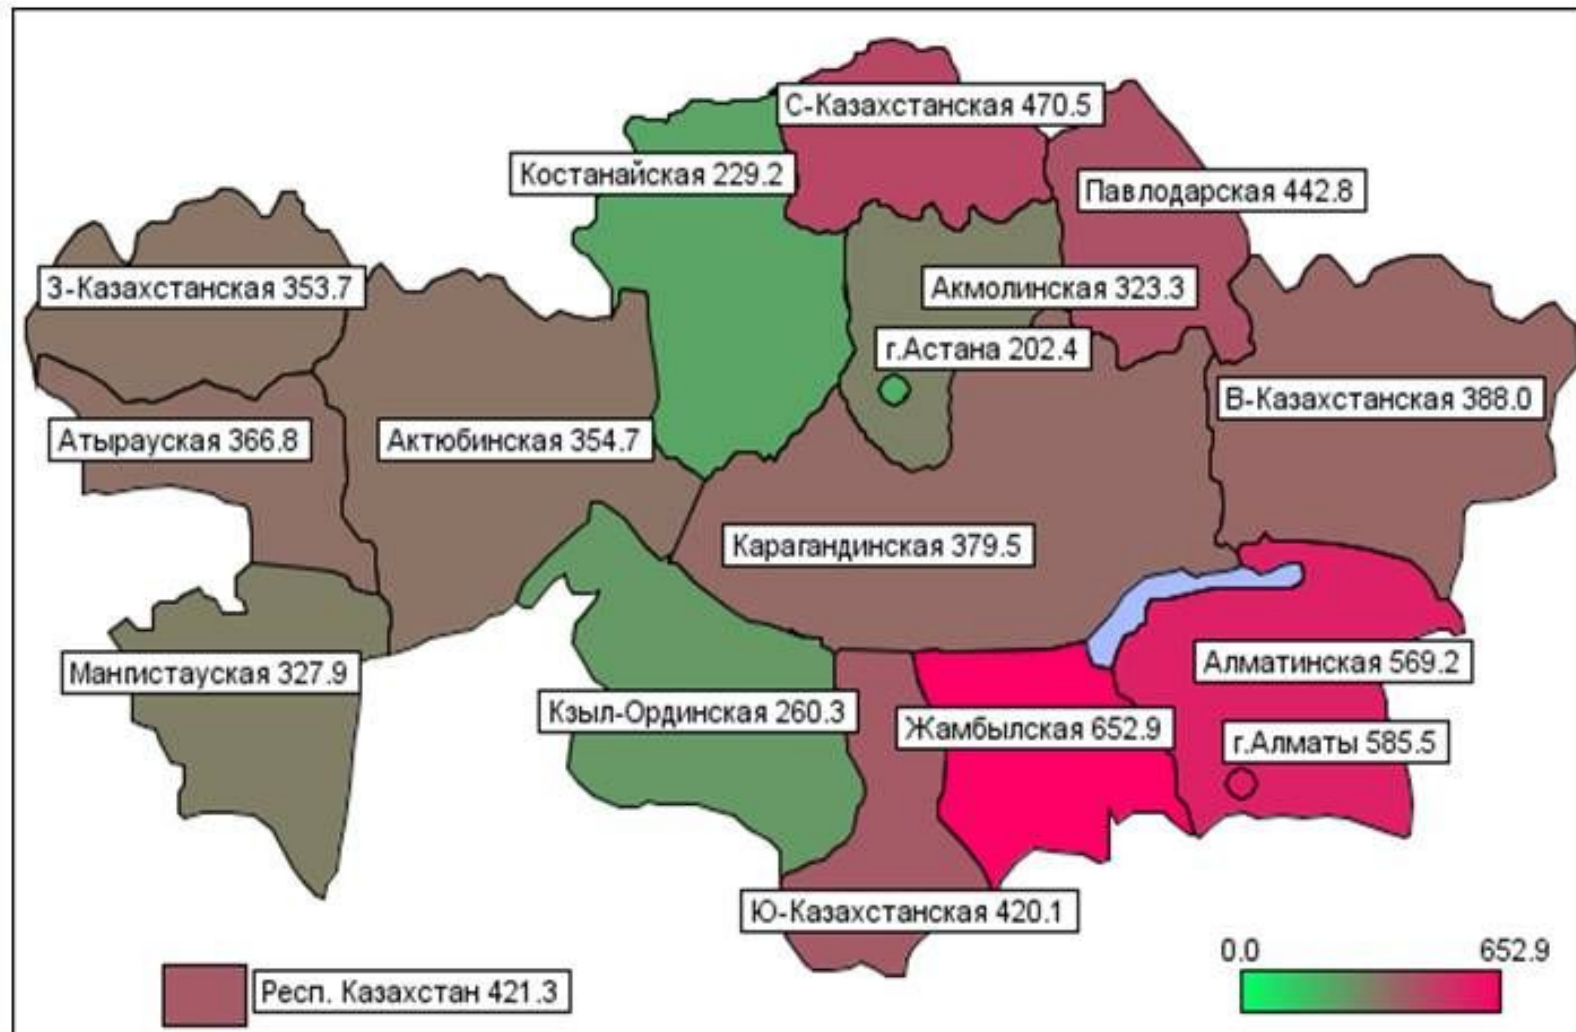 С-Казахстанская 470.5
Костанайская 229.2
Павлодарская 442.8
З-Казахстанская 353.7
Акмолинская 323.3
г.Астана 202.4
В-Казахстанская 388.0
Атырауская 366.8
Актюбинская 354.7
Карагандинская 379.5
Мангистауская 327.9
Алматинская 569.2
Кзыл-Ординская 260.3
Жамбылская 652.9
г.Алматы 585.5
Ю-Казахстанская 420.1
0.0
652.9
Респ. Казахстан 421.3